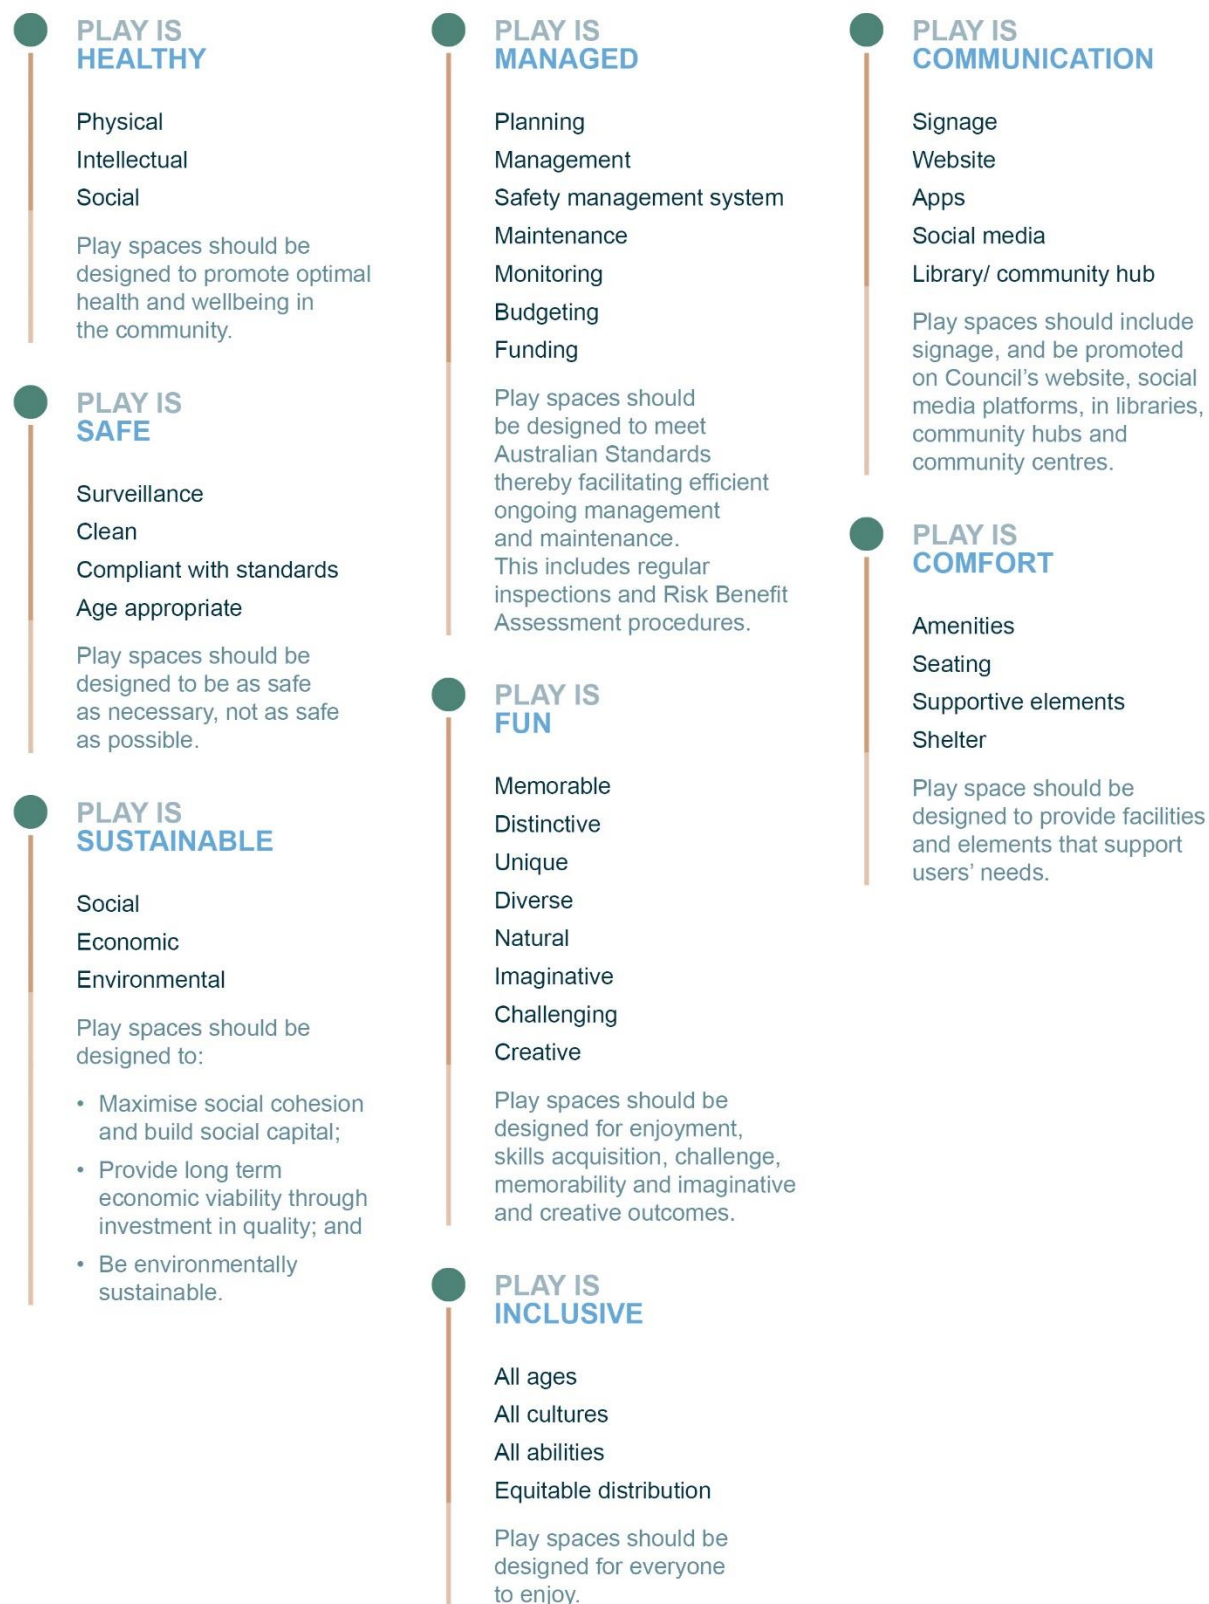 PLAY IS
HEALTHY
Physical
Intellectual
Social
Play spaces should be
designed to promote optimal
health and wellbeing in
the community.
PLAY IS
SAFE
Surveillance
Clean
Compliant with standards
Age appropriate
Play spaces should be
designed to be as safe
as necessary, not as safe
as possible.
PLAY IS
SUSTAINABLE
Social
Economic
Environmental
Play spaces should be
designed to:
• Maximise social cohesion
and build social capital;
• Provide long term
economic viability through
investment in quality; and
• Be environmentally
sustainable.
PLAY IS
MANAGED
Planning
Management
Safety management system
Maintenance
Monitoring
Budgeting
Funding
Play spaces should
be designed to meet
Australian Standards
thereby facilitating efficient
ongoing management
and maintenance.
This includes regular
inspections and Risk Benefit
Assessment procedures.
PLAY IS
FUN
Memorable
Distinctive
Unique
Diverse
Natural
Imaginative
Challenging
Creative
Play spaces should be
designed for enjoyment,
skills acquisition, challenge,
memorability and imaginative
and creative outcomes.
PLAY IS
INCLUSIVE
All ages
All cultures
All abilities
Equitable distribution
Play spaces should be
designed for everyone
to enjoy.
PLAY IS
COMMUNICATION
Signage
Website
Apps
Social media
Library/ community hub
Play spaces should include
signage, and be promoted
on Council's website, social
media platforms, in libraries,
community hubs and
community centres.
PLAY IS
COMFORT
Amenities
Seating
Supportive elements
Shelter
Play space should be
designed to provide facilities
and elements that support
users' needs.